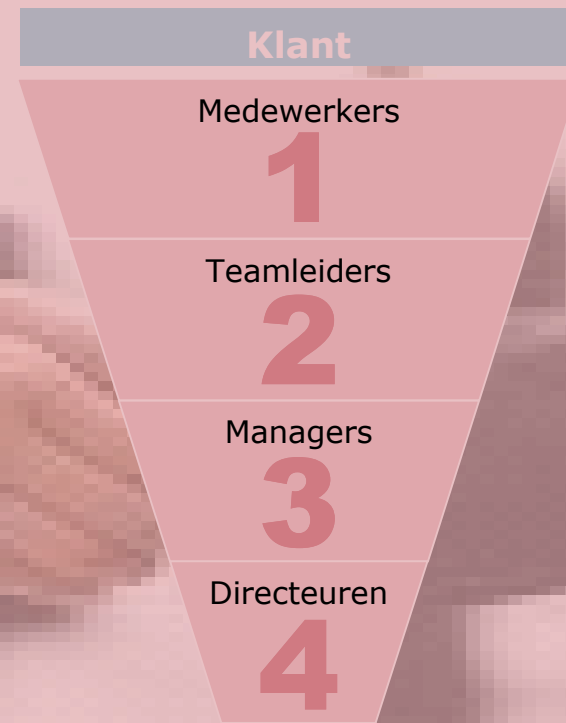 Klant
Medewerkers
1
Teamleiders
2
Managers
3
Directeuren
4